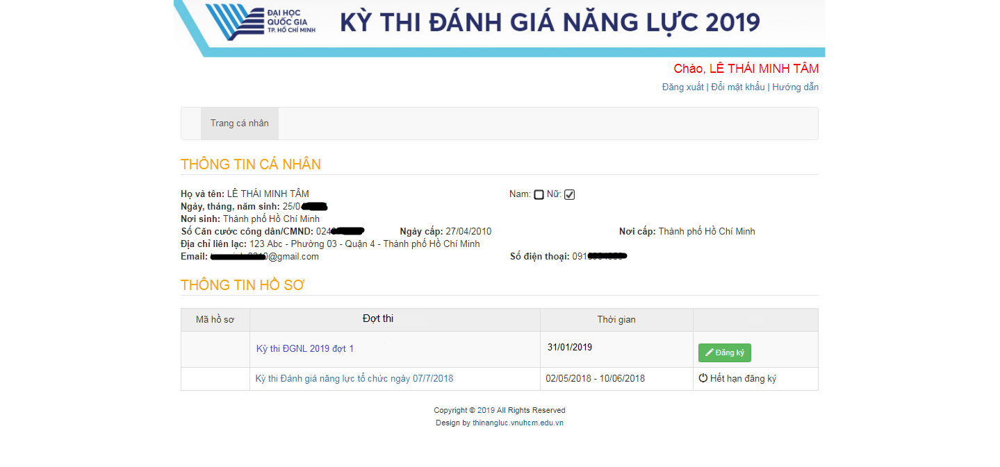 ĐẠI HỌC
QUỐC GIA
TP. HỒ CHÍ MINH
KỲ THI ĐÁNH GIÁ NĂNG LỰC 2019
Chào, LÊ THÁI MINH TÂM
Đăng xuất | Đổi mật khẩu | Hướng dẫn
Trang cá nhân
THÔNG TIN CÁ NHÂN
Họ và tên: LÊ THÁI MINH TÂM Nam: Nữ:
Ngày, tháng, năm sinh: 25/0
Nơi sinh: Thành phố Hồ Chí Minh
Số Căn cước công dân/CMND: 024 Ngày cấp: 27/04/2010 Nơi cấp: Thành phố Hồ Chí Minh
Địa chỉ liên lạc: 123 Abc - Phường 03 - Quận 4 - Thành phố Hồ Chí Minh
Email: @gmail.com Số điện thoại: 091
THÔNG TIN HỒ SƠ
Mã hồ sơ Đợt thi Thời gian
Kỳ thi ĐGNL 2019 đợt 1 31/01/2019 Đăng ký
Kỳ thi Đánh giá năng lực tổ chức ngày 07/7/2018 02/05/2018 - 10/06/2018 Hết hạn đăng ký
Copyright © 2019 All Rights Reserved
Design by thinangluc.vnuhcm.edu.vn